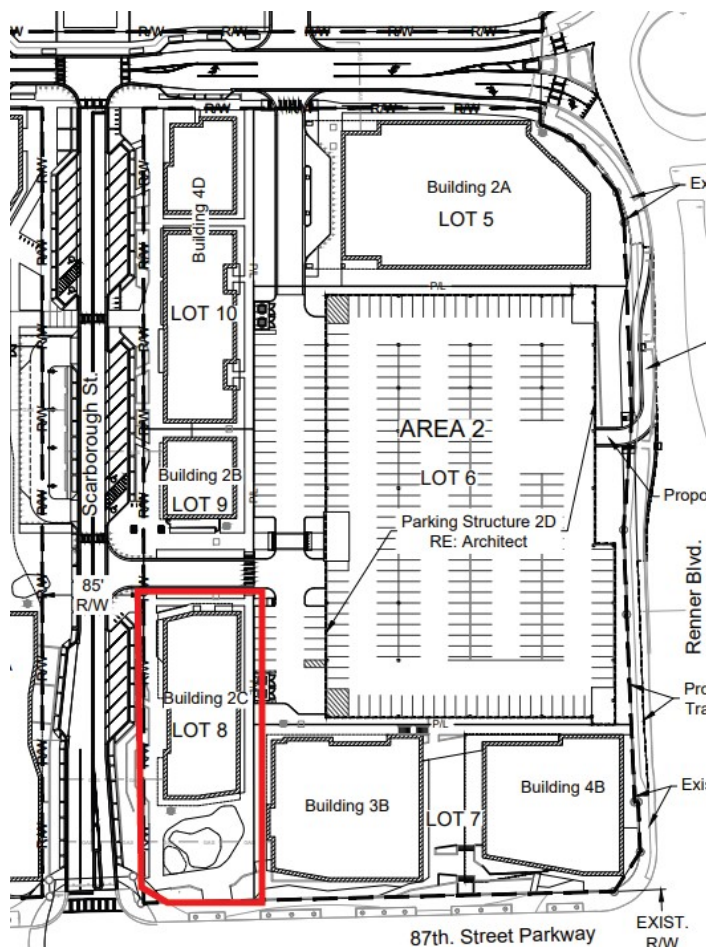 R/W
R/W
R/W
R/W
R/W
R/W
R/W
R/W
Building 2A
LOT 5
Building 4D
LOT 10
P/L
P/L
Scarborough St.
AREA 2
LOT 6
Building 2B
LOT 9
P/L
Parking Structure 2D
RE: Architect
Propo
Renner Blvd.
85'
R/W
Building 2C
LOT 8
P/L
Pro
Tra
P/L
Building 3B
LOT 7
Building 4B
Exis
87th. Street Parkway
EXIST.
R/W
Ex